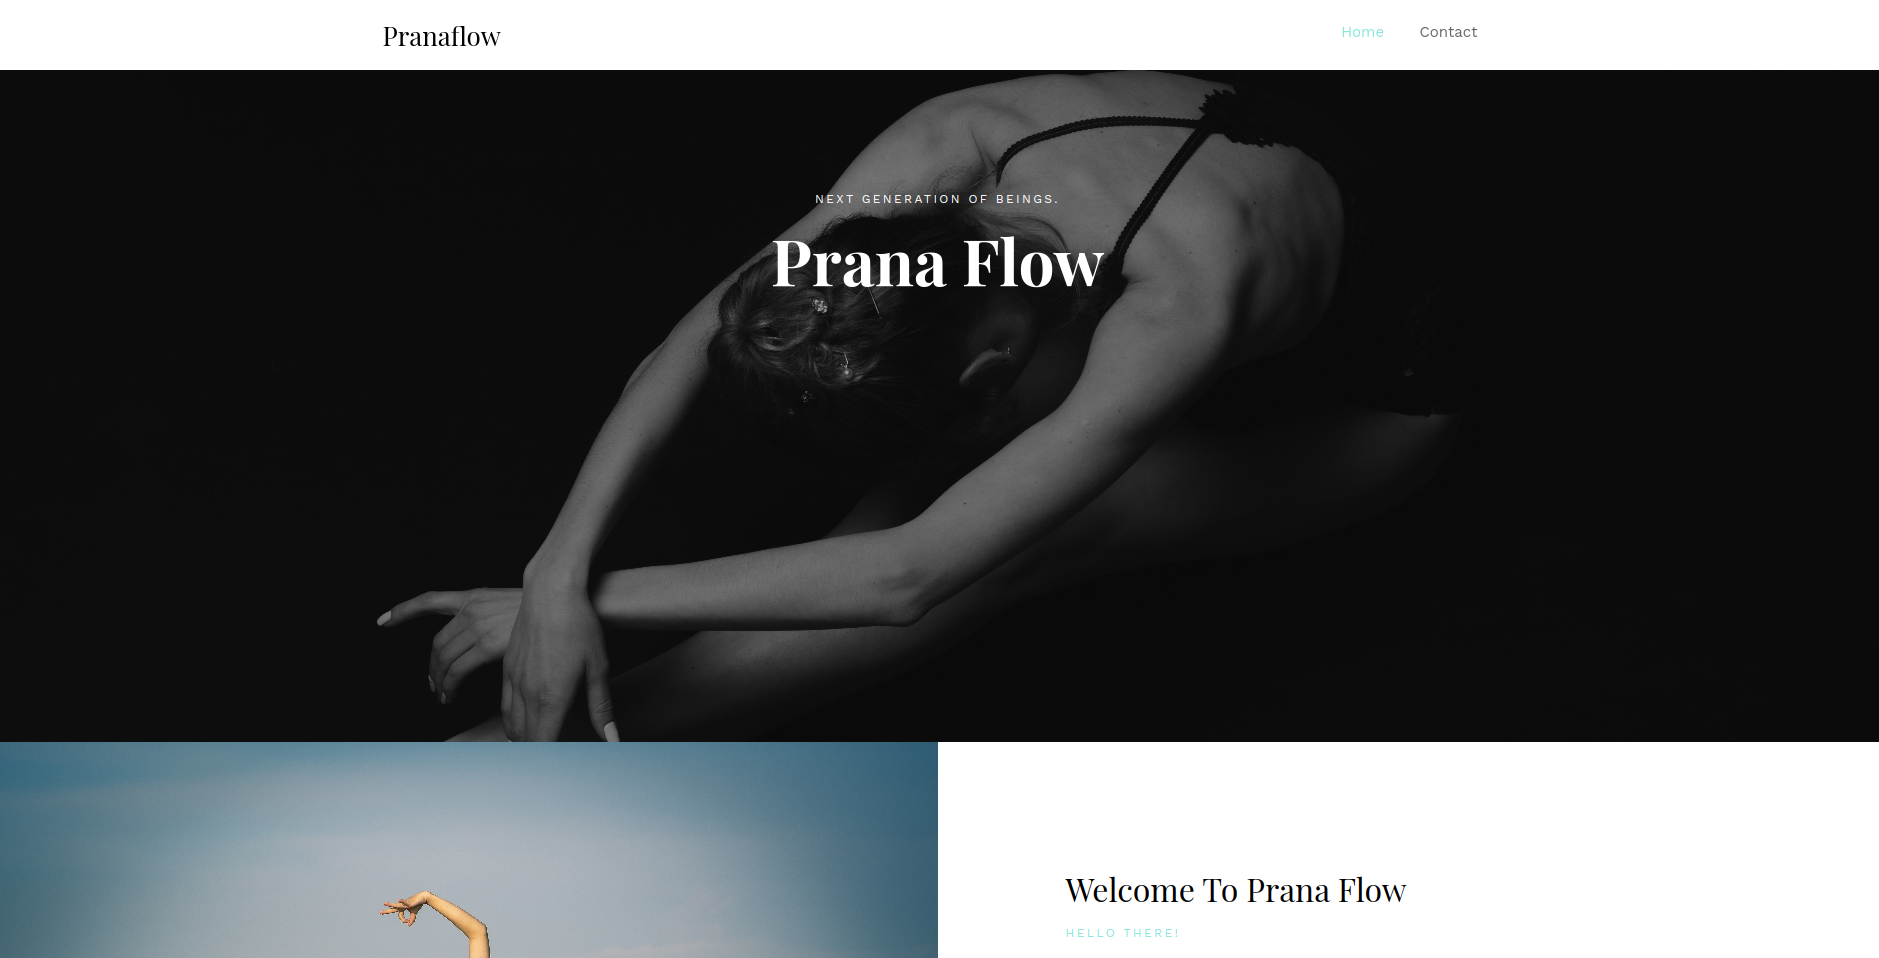 Pranaflow
Home Contact
NEXT GENERATION OF BEINGS.
Prana Flow
Welcome To Prana Flow
HELLO THERE!